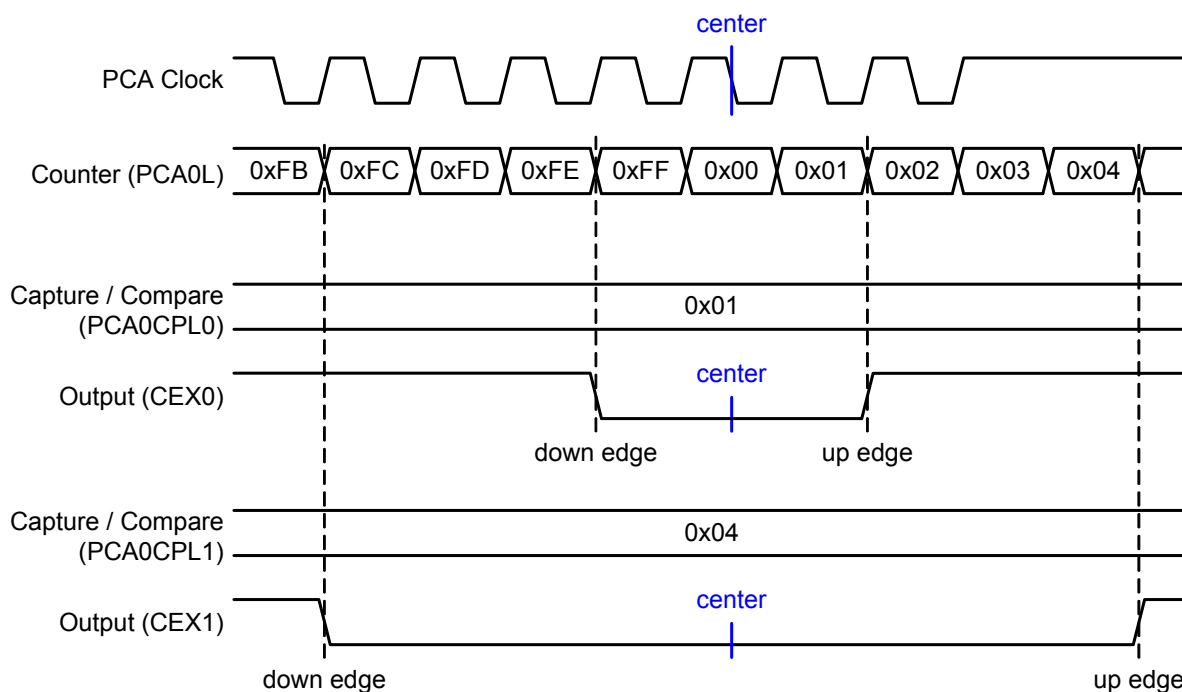 center
PCA Clock
Counter (PCA0L) 0xFB 0xFC 0xFD 0xFE 0xFF 0x00 0x01 0x02 0x03 0x04
Capture / Compare
(PCA0CPL0)
0x01
Output (CEX0)
center
down edge up edge
Capture / Compare
(PCA0CPL1)
0x04
Output (CEX1)
center
down edge up edge